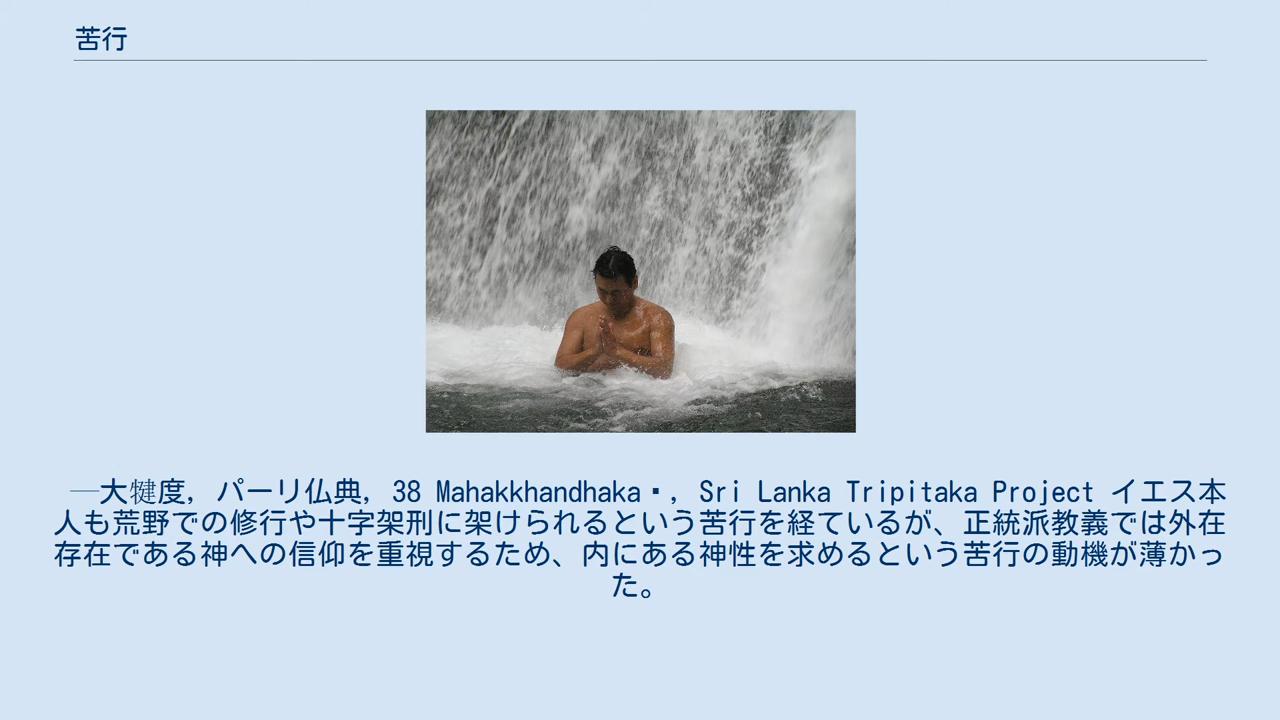 苦行
―大犍度, パーリ仏典, 38 Mahakkhandhaka▪, Sri Lanka Tripitaka Project イエス本
人も荒野での修行や十字架刑に架けられるという苦行を経ているが、正統派教義では外在
存在である神への信仰を重視するため、内にある神性を求めるという苦行の動機が薄かっ
た。